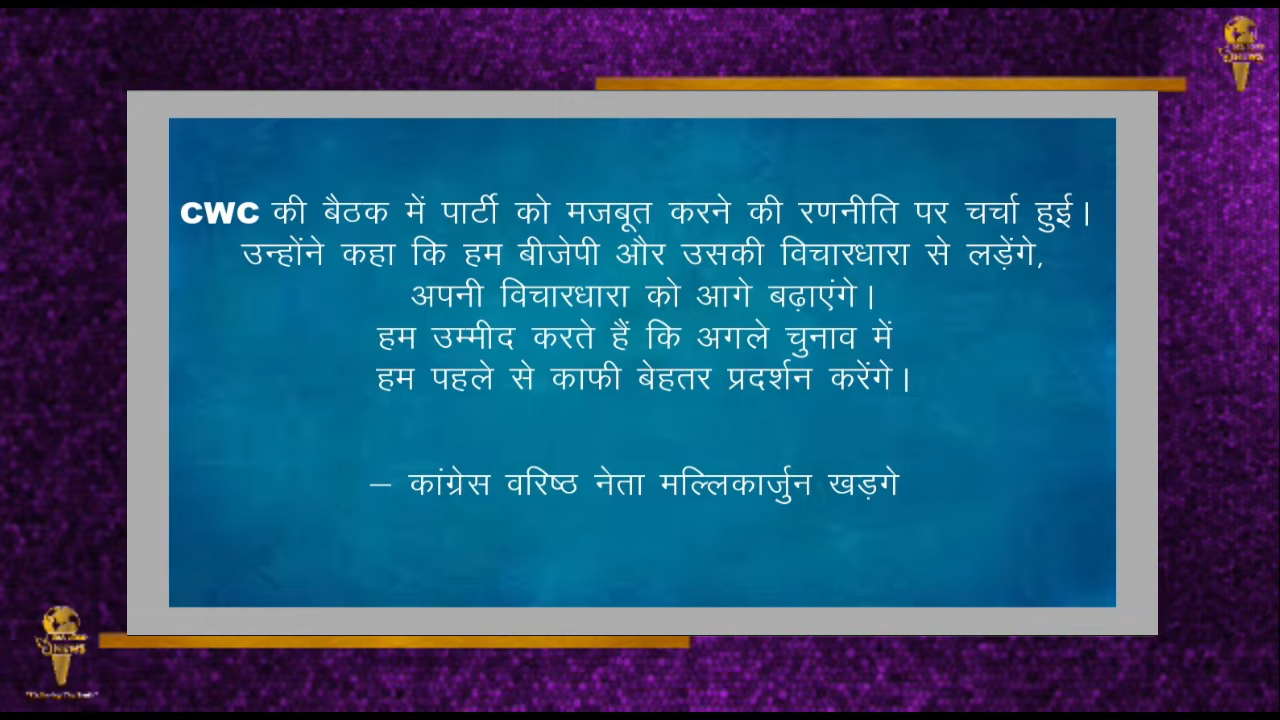 CWC की बैठक में पार्टी को मजबूत करने की रणनीति पर चर्चा हुई।
उन्होंने कहा कि हम बीजेपी और उसकी विचारधारा से लड़ेंगे,
अपनी विचारधारा को आगे बढ़ाएंगे।
हम उम्मीद करते हैं कि अगले चुनाव में
हम पहले से काफी बेहतर प्रदर्शन करेंगे।
– कांग्रेस वरिष्ठ नेता मल्लिकार्जुन खड़गे